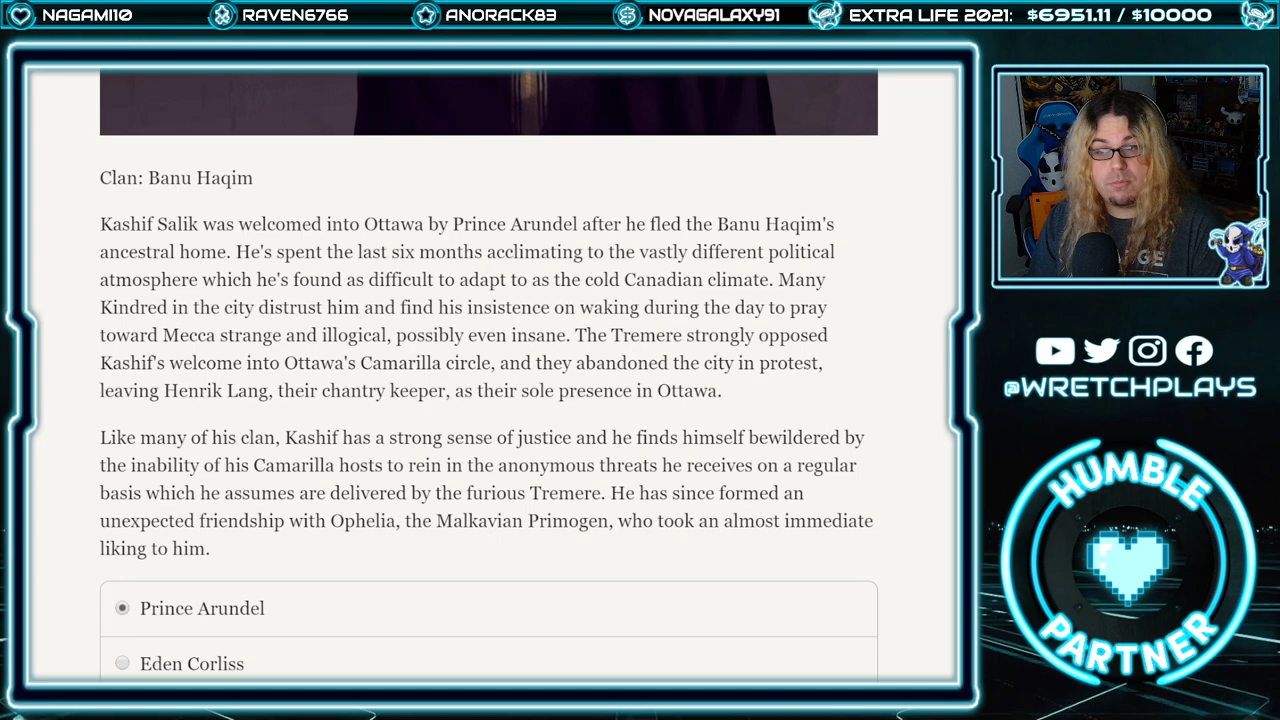 NAGAMI10
RAVEN6766
ANORACK83
NOVAGALAXY91
EXTRA LIFE 2021: $6951.11 / $10000
Clan: Banu Haqim
Kashif Salik was welcomed into Ottawa by Prince Arundel after he fled the Banu Haqim's
ancestral home. He's spent the last six months acclimating to the vastly different political
atmosphere which he's found as difficult to adapt to as the cold Canadian climate. Many
Kindred in the city distrust him and find his insistence on waking during the day to pray
toward Mecca strange and illogical, possibly even insane. The Tremere strongly opposed
Kashif's welcome into Ottawa's Camarilla circle, and they abandoned the city in protest,
leaving Henrik Lang, their chantry keeper, as their sole presence in Ottawa.
Like many of his clan, Kashif has a strong sense of justice and he finds himself bewildered by
the inability of his Camarilla hosts to rein in the anonymous threats he receives on a regular
basis which he assumes are delivered by the furious Tremere. He has since formed an
unexpected friendship with Ophelia, the Malkavian Primogen, who took an almost immediate
liking to him.
Prince Arundel
Eden Corliss
@WRETCHPLAYS
HUMBLE
PARTNER